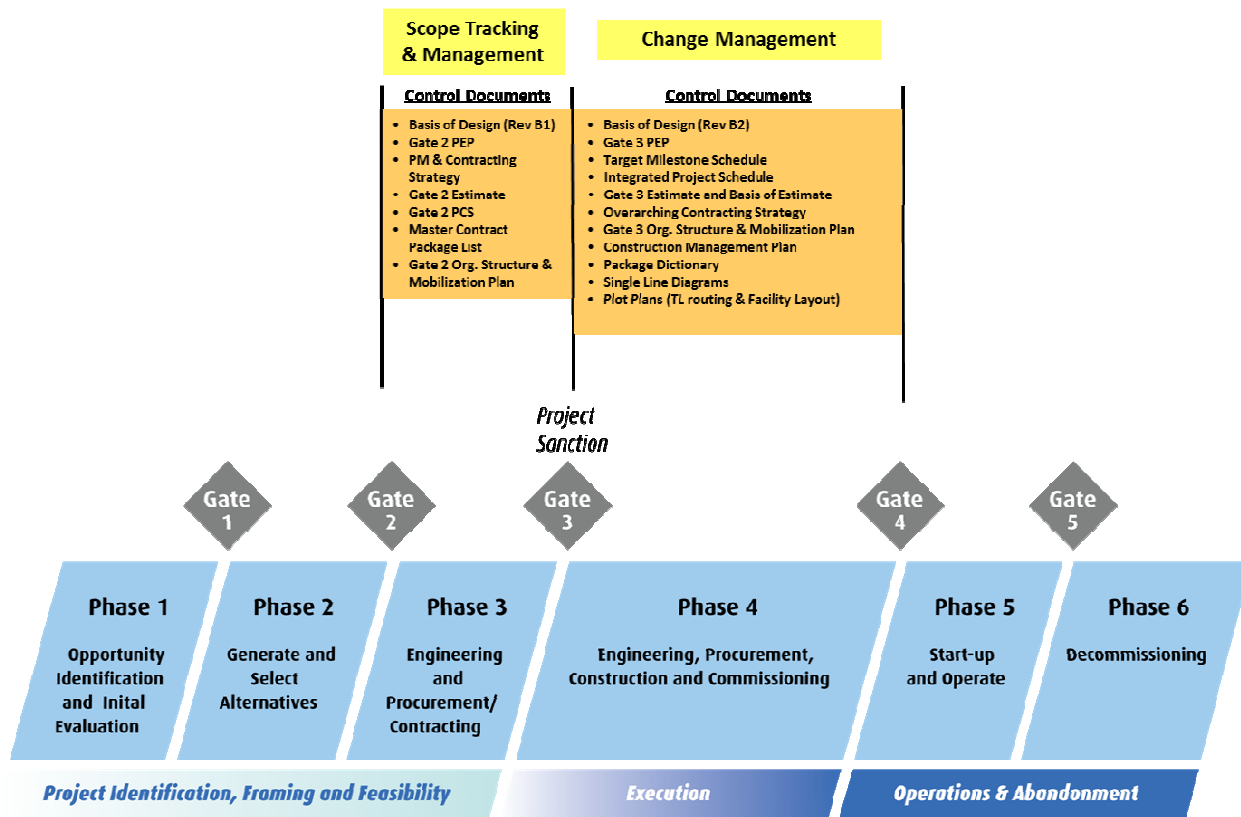 Scope Tracking
& Management
Change Management
Control Documents
• Basis of Design (Rev B1)
• Gate 2 PEP
• PM & Contracting
Strategy
• Gate 2 Estimate
• Gate 2 PCS
• Master Contract
Package List
• Gate 2 Org. Structure &
Mobilization Plan
Control Documents
• Basis of Design (Rev B2)
• Gate 3 PEP
• Target Milestone Schedule
• Integrated Project Schedule
• Gate 3 Estimate and Basis of Estimate
• Overarching Contracting Strategy
• Gate 3 Org. Structure & Mobilization Plan
• Construction Management Plan
• Package Dictionary
• Single Line Diagrams
• Plot Plans (TL routing & Facility Layout)
Project
Sanction
Gate
1
Gate
2
Gate
3
Gate
4
Gate
5
Phase 1
Opportunity
Identification
and Inital
Evaluation
Phase 2
Generate and
Select
Alternatives
Phase 3
Engineering
and
Procurement/
Contracting
Phase 4
Engineering, Procurement,
Construction and Commissioning
Phase 5
Start-up
and Operate
Phase 6
Decommissioning
Project Identification, Framing and Feasibility
Execution
Operations & Abandonment